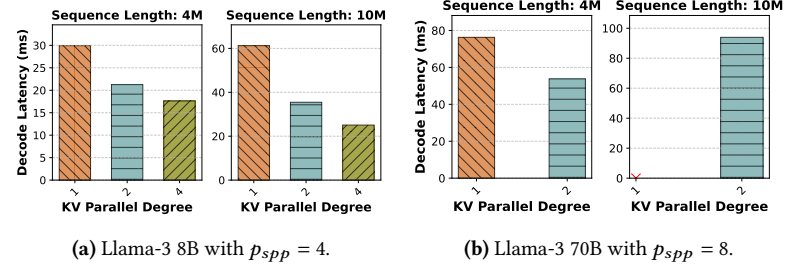 Sequence Length: 4M
Decode Latency (ms)
30
25
20
15
10
5
0
1
2
4
KV Parallel Degree
Sequence Length: 10M
60
40
20
0
1
2
4
KV Parallel Degree
(a) Llama-3 8B with p_spp = 4.
Sequence Length: 4M
Decode Latency (ms)
80
60
40
20
0
1
2
KV Parallel Degree
Sequence Length: 10M
100
80
60
40
20
0
1
2
KV Parallel Degree
(b) Llama-3 70B with p_spp = 8.